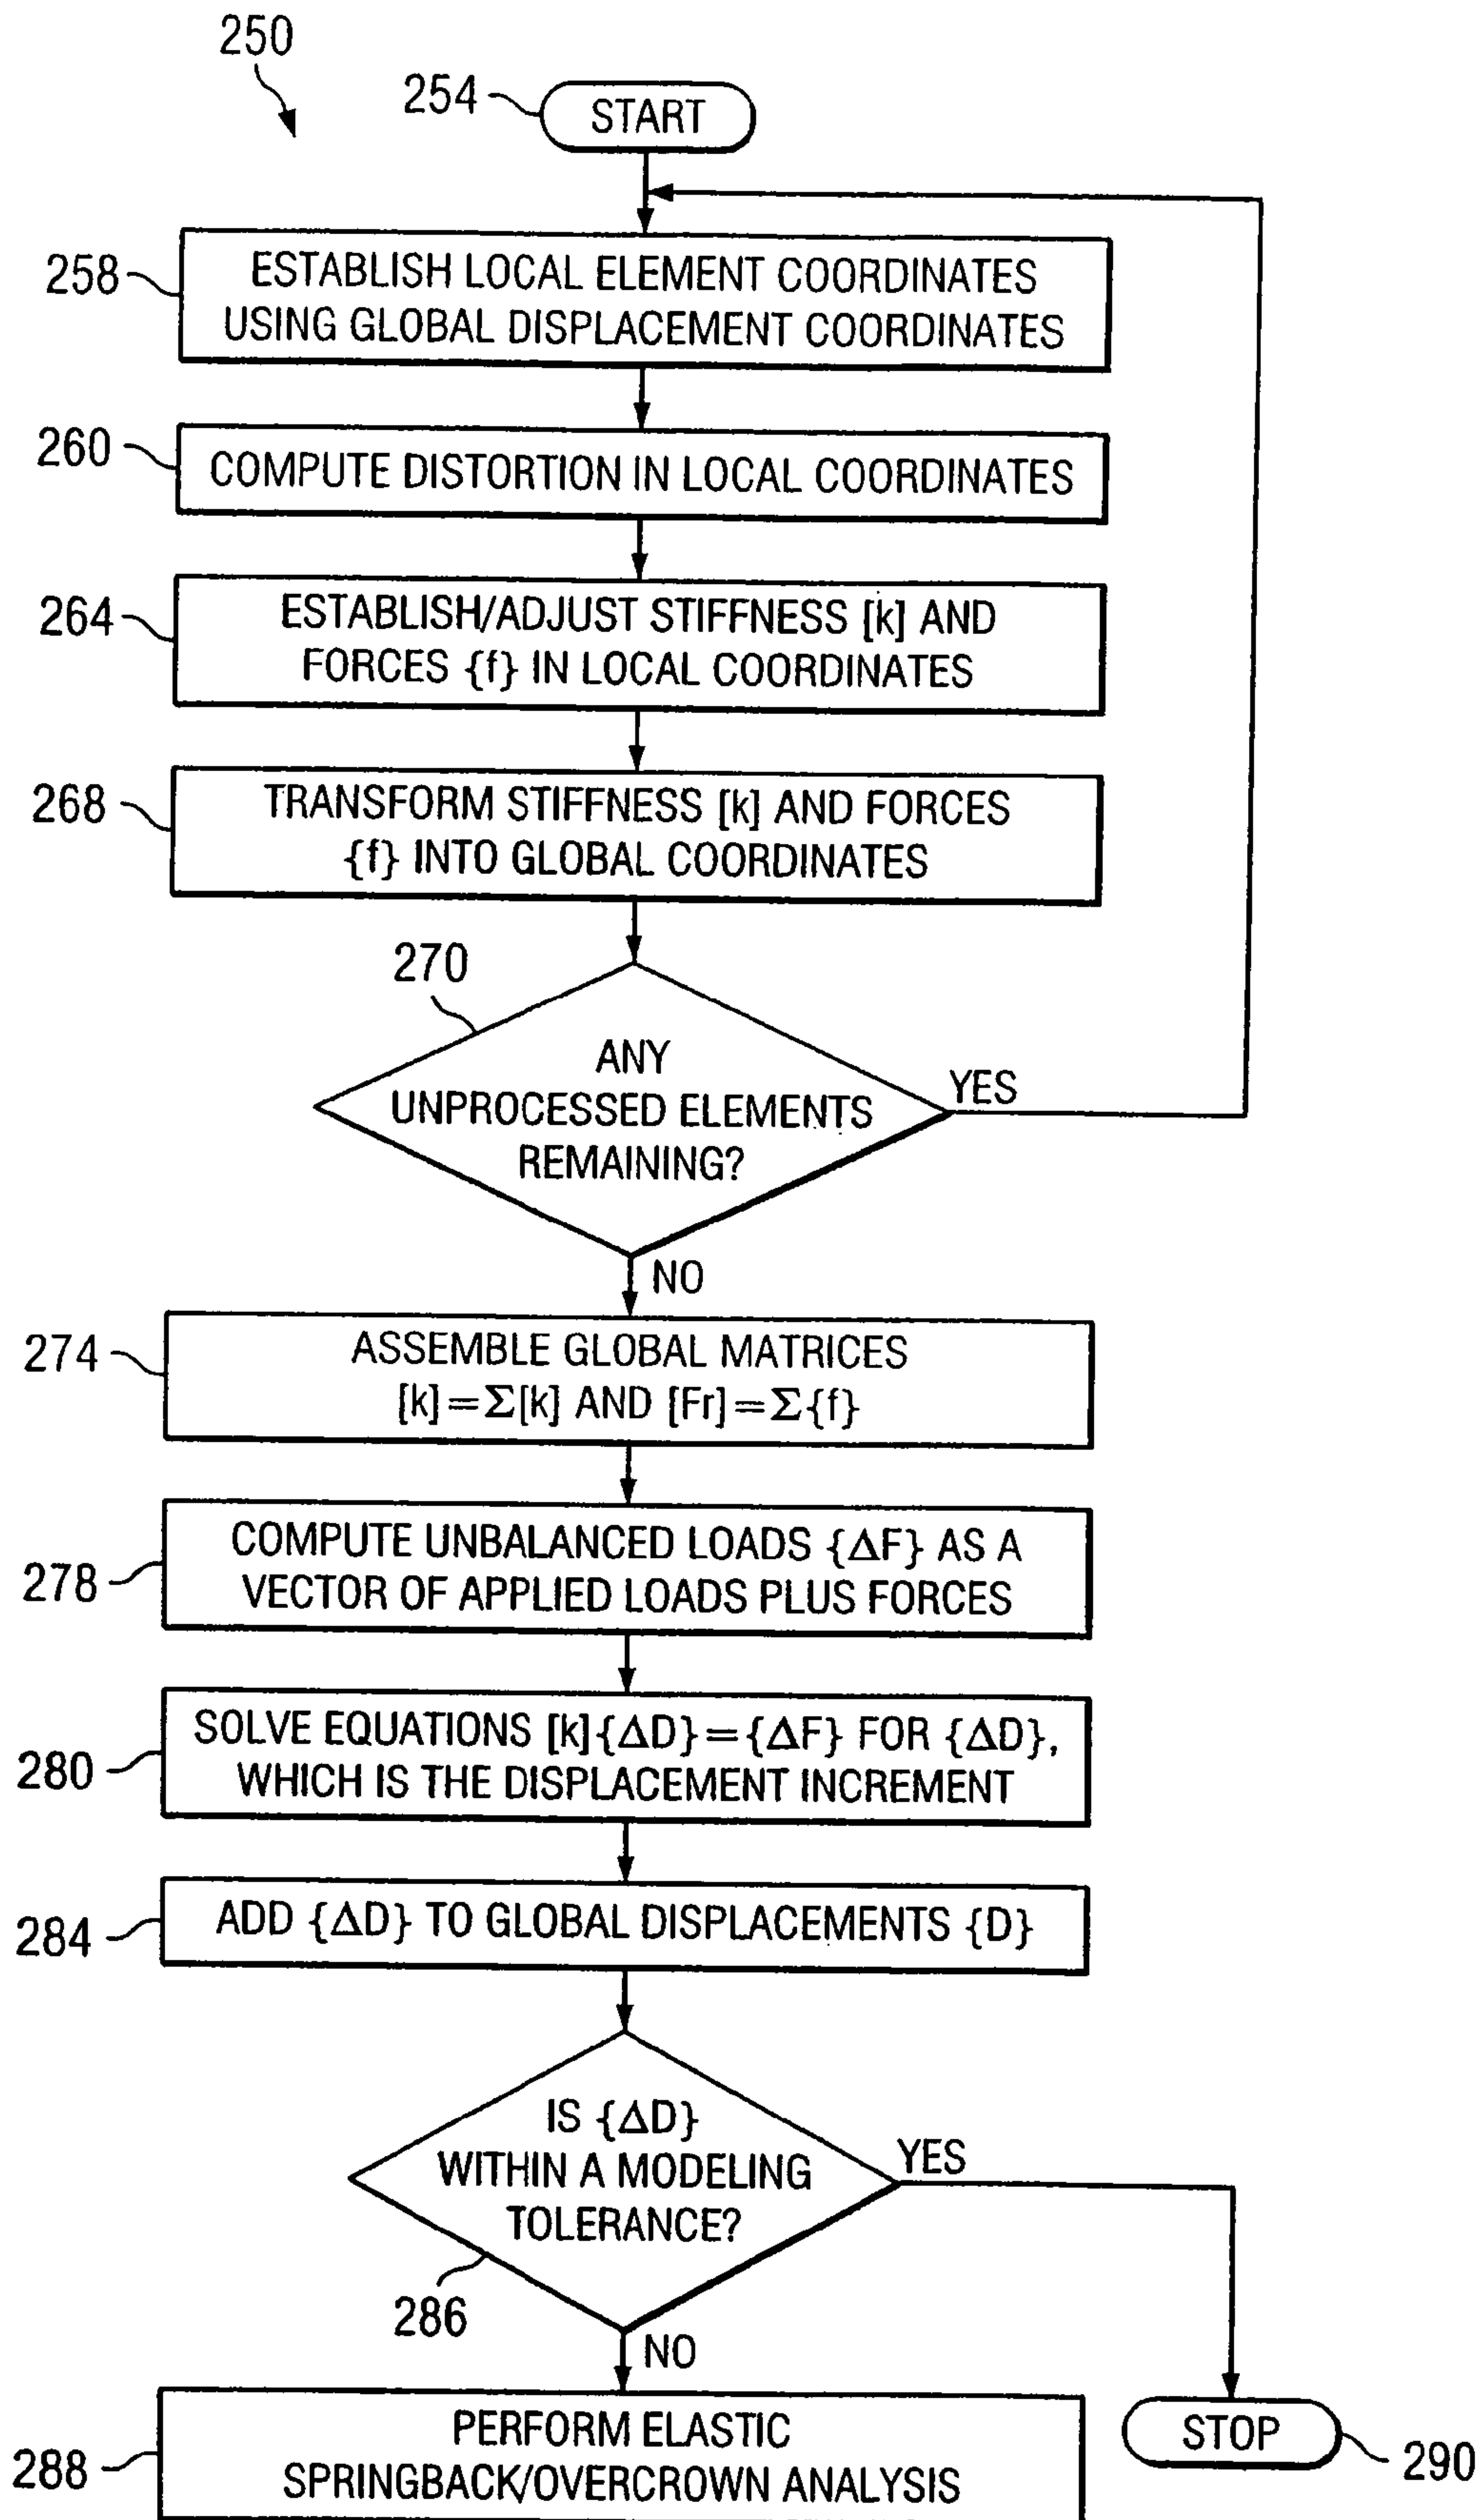 250
254
START
258
ESTABLISH LOCAL ELEMENT COORDINATES
USING GLOBAL DISPLACEMENT COORDINATES
260
COMPUTE DISTORTION IN LOCAL COORDINATES
264
ESTABLISH/ADJUST STIFFNESS [k] AND
FORCES {f} IN LOCAL COORDINATES
268
TRANSFORM STIFFNESS [k] AND FORCES
{f} INTO GLOBAL COORDINATES
270
ANY
UNPROCESSED ELEMENTS
REMAINING?
YES
NO
274
ASSEMBLE GLOBAL MATRICES
[k]=Σ[k] AND [Fr]=Σ{f}
278
COMPUTE UNBALANCED LOADS {ΔF} AS A
VECTOR OF APPLIED LOADS PLUS FORCES
280
SOLVE EQUATIONS [k]{ΔD}={ΔF} FOR {ΔD},
WHICH IS THE DISPLACEMENT INCREMENT
284
ADD {ΔD} TO GLOBAL DISPLACEMENTS {D}
IS {ΔD}
WITHIN A MODELING
TOLERANCE?
YES
286
NO
288
PERFORM ELASTIC
SPRINGBACK/OVERCROWN ANALYSIS
STOP
290